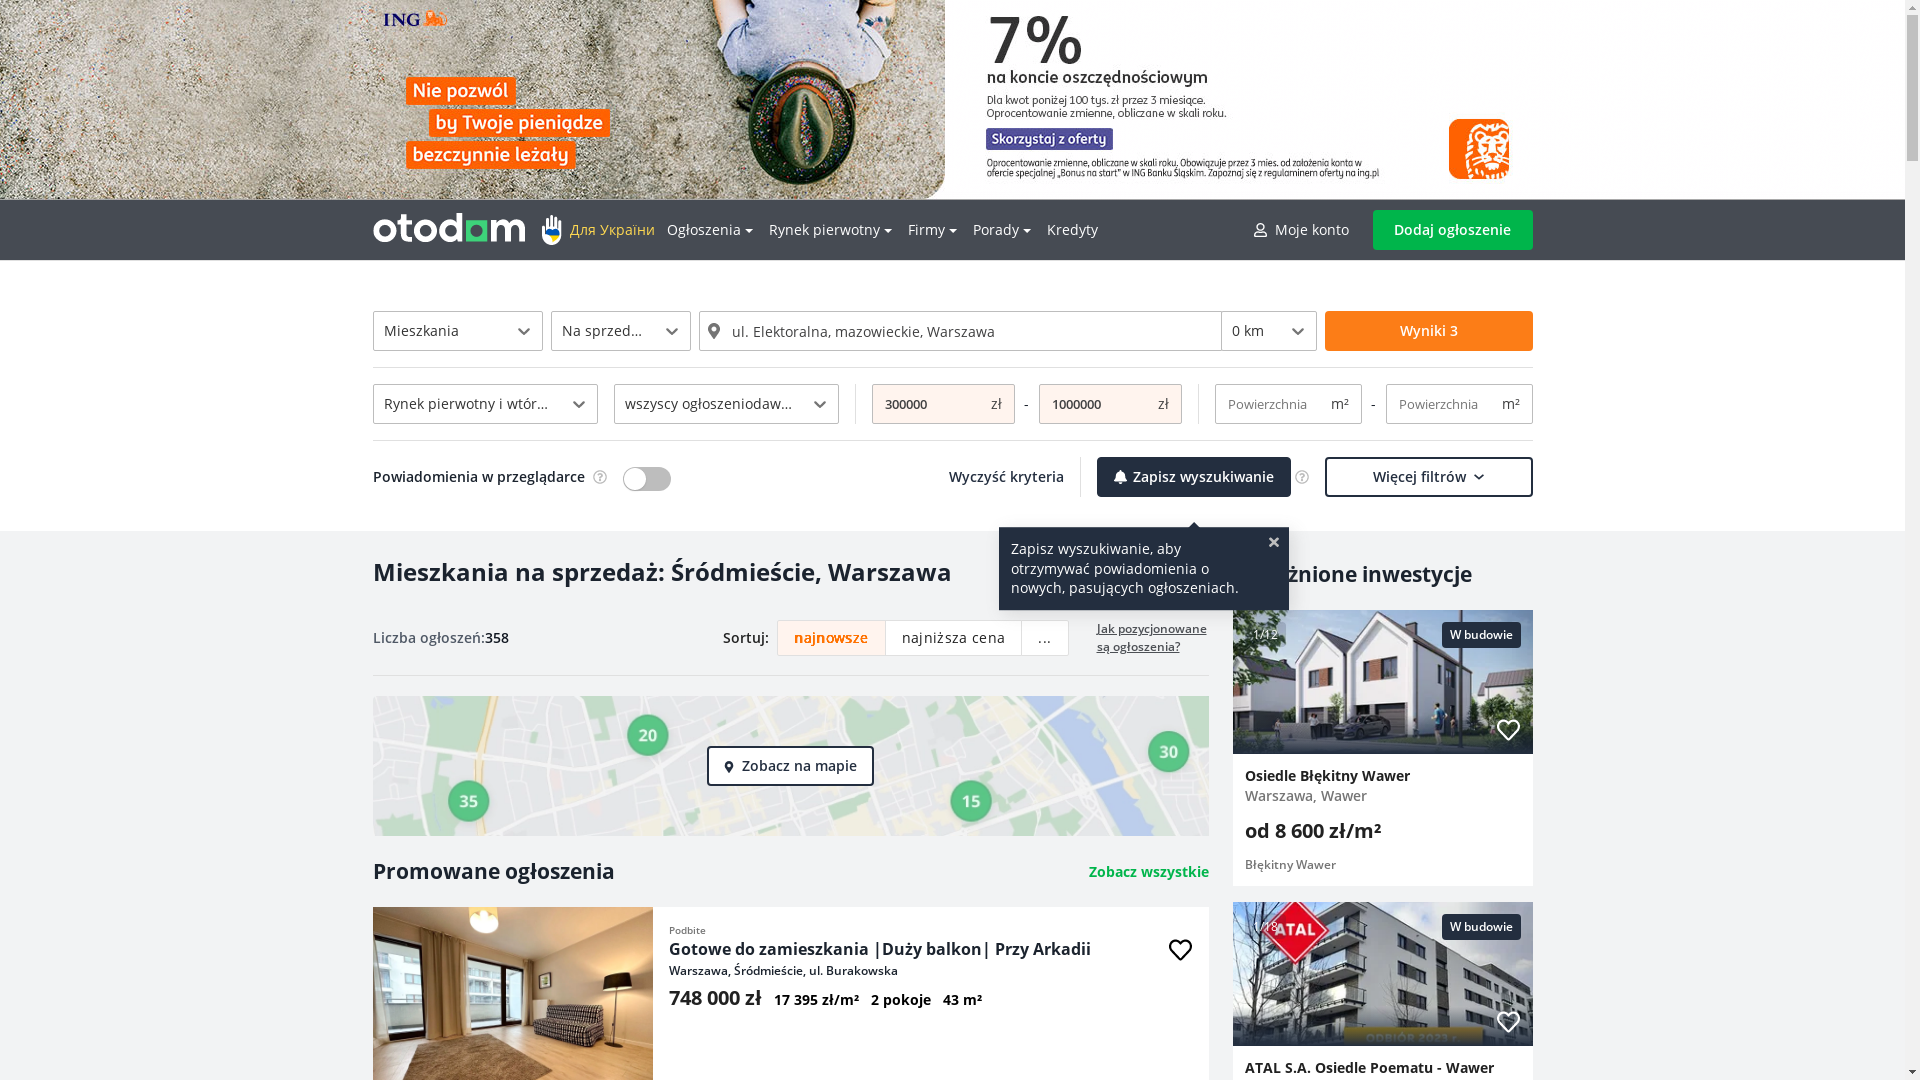 ING
Nie pozwól
by Twoje pieniądze
bezczynnie leżały
7%
na koncie oszczędnościowym
Dla kwot poniżej 100 tys. zł przez 3 miesiące.
Oprocentowanie zmienne, obliczane w skali roku.
Skorzystaj z oferty
Oprocentowanie zmienne, obliczane w skali roku. Obowiązuje przez 3 mies. od założenia konta w
ofercie specjalnej „Bonus na start” w ING Banku Śląskim. Zapoznaj się z regulaminem oferty na ing.pl
otodom
Для України
Ogłoszenia
Rynek pierwotny
Firmy
Porady
Kredyty
Moje konto
Dodaj ogłoszenie
Mieszkania
Na sprzed...
ul. Elektoralna, mazowieckie, Warszawa
0 km
Wyniki 3
Rynek pierwotny i wtór...
wszyscy ogłoszeniodaw...
300000 zł
-
1000000 zł
Powierzchnia m²
-
Powierzchnia m²
Powiadomienia w przeglądarce
Wyczyść kryteria
Zapisz wyszukiwanie
Więcej filtrów
Zapisz wyszukiwanie, aby
otrzymywać powiadomienia o
nowych, pasujących ogłoszeniach.
Mieszkania na sprzedaż: Śródmieście, Warszawa
Liczba ogłoszeń:358
Sortuj:
najnowsze
najniższa cena
...
Jak pozycjonowane
są ogłoszenia?
20
35
15
30
Zobacz na mapie
Promowane ogłoszenia
Zobacz wszystkie
Podbite
Gotowe do zamieszkania |Duży balkon| Przy Arkadii
Warszawa, Śródmieście, ul. Burakowska
748 000 zł 17 395 zł/m² 2 pokoje 43 m²
inwestycje
1/12
W budowie
Osiedle Błękitny Wawer
Warszawa, Wawer
od 8 600 zł/m²
Błękitny Wawer
1/18
ATAL
W budowie
ODBIÓR 2023 r.
ATAL S.A. Osiedle Poematu - Wawer